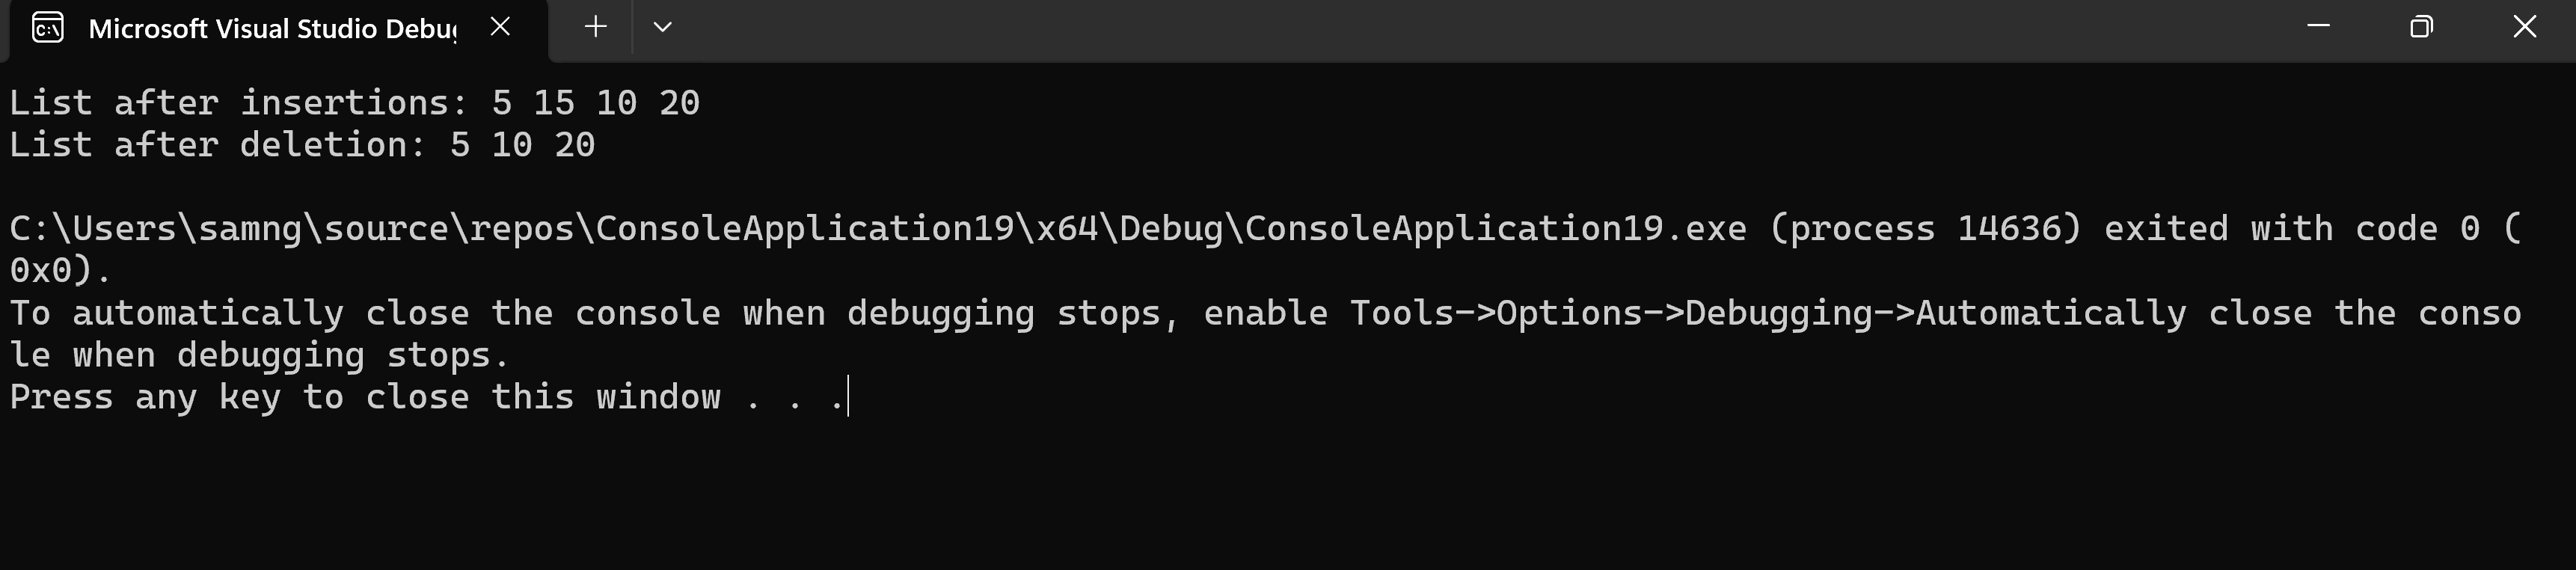 Microsoft Visual Studio Debu
List after insertions: 5 15 10 20
List after deletion: 5 10 20
C:\Users\samng\source\repos\ConsoleApplication19\x64\Debug\ConsoleApplication19.exe (process 14636) exited with code 0 (
0x0).
To automatically close the console when debugging stops, enable Tools->Options->Debugging->Automatically close the conso
le when debugging stops.
Press any key to close this window . . .